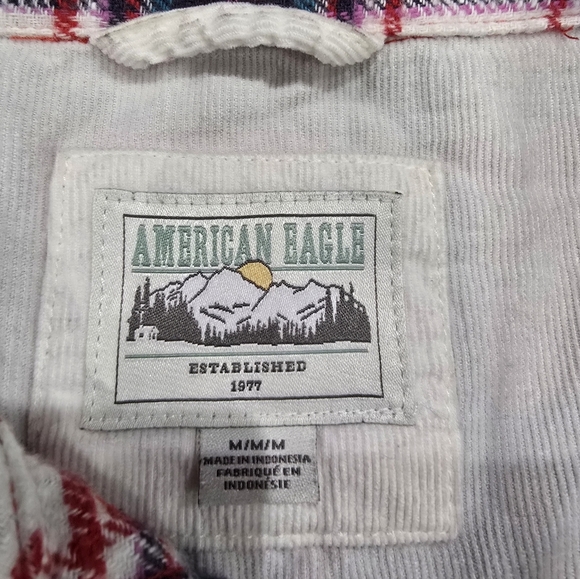 AMERICAN EAGLE
ESTABLISHED
1977
M/M/M
MADE IN INDONESIA
FABRIQUÉ EN
INDONÉSIE